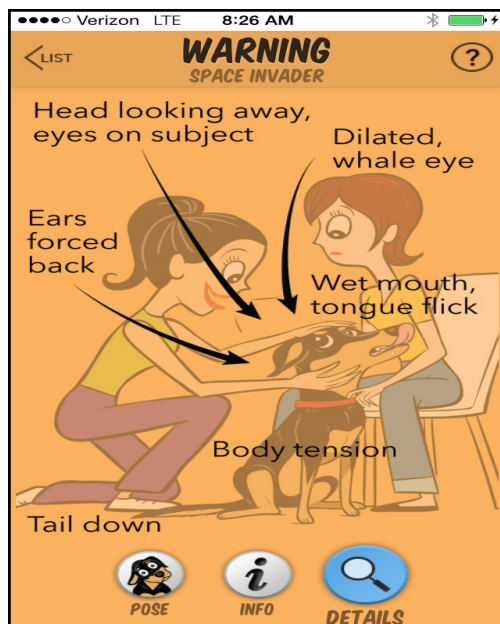 Verizon LTE 8:26 AM
LIST
WARNING
?
SPACE INVADER
Head looking away,
eyes on subject
Dilated,
whale eye
Ears
forced
back
Wet mouth,
tongue flick
Body tension
Tail down
i
POSE
INFO
DETAILS